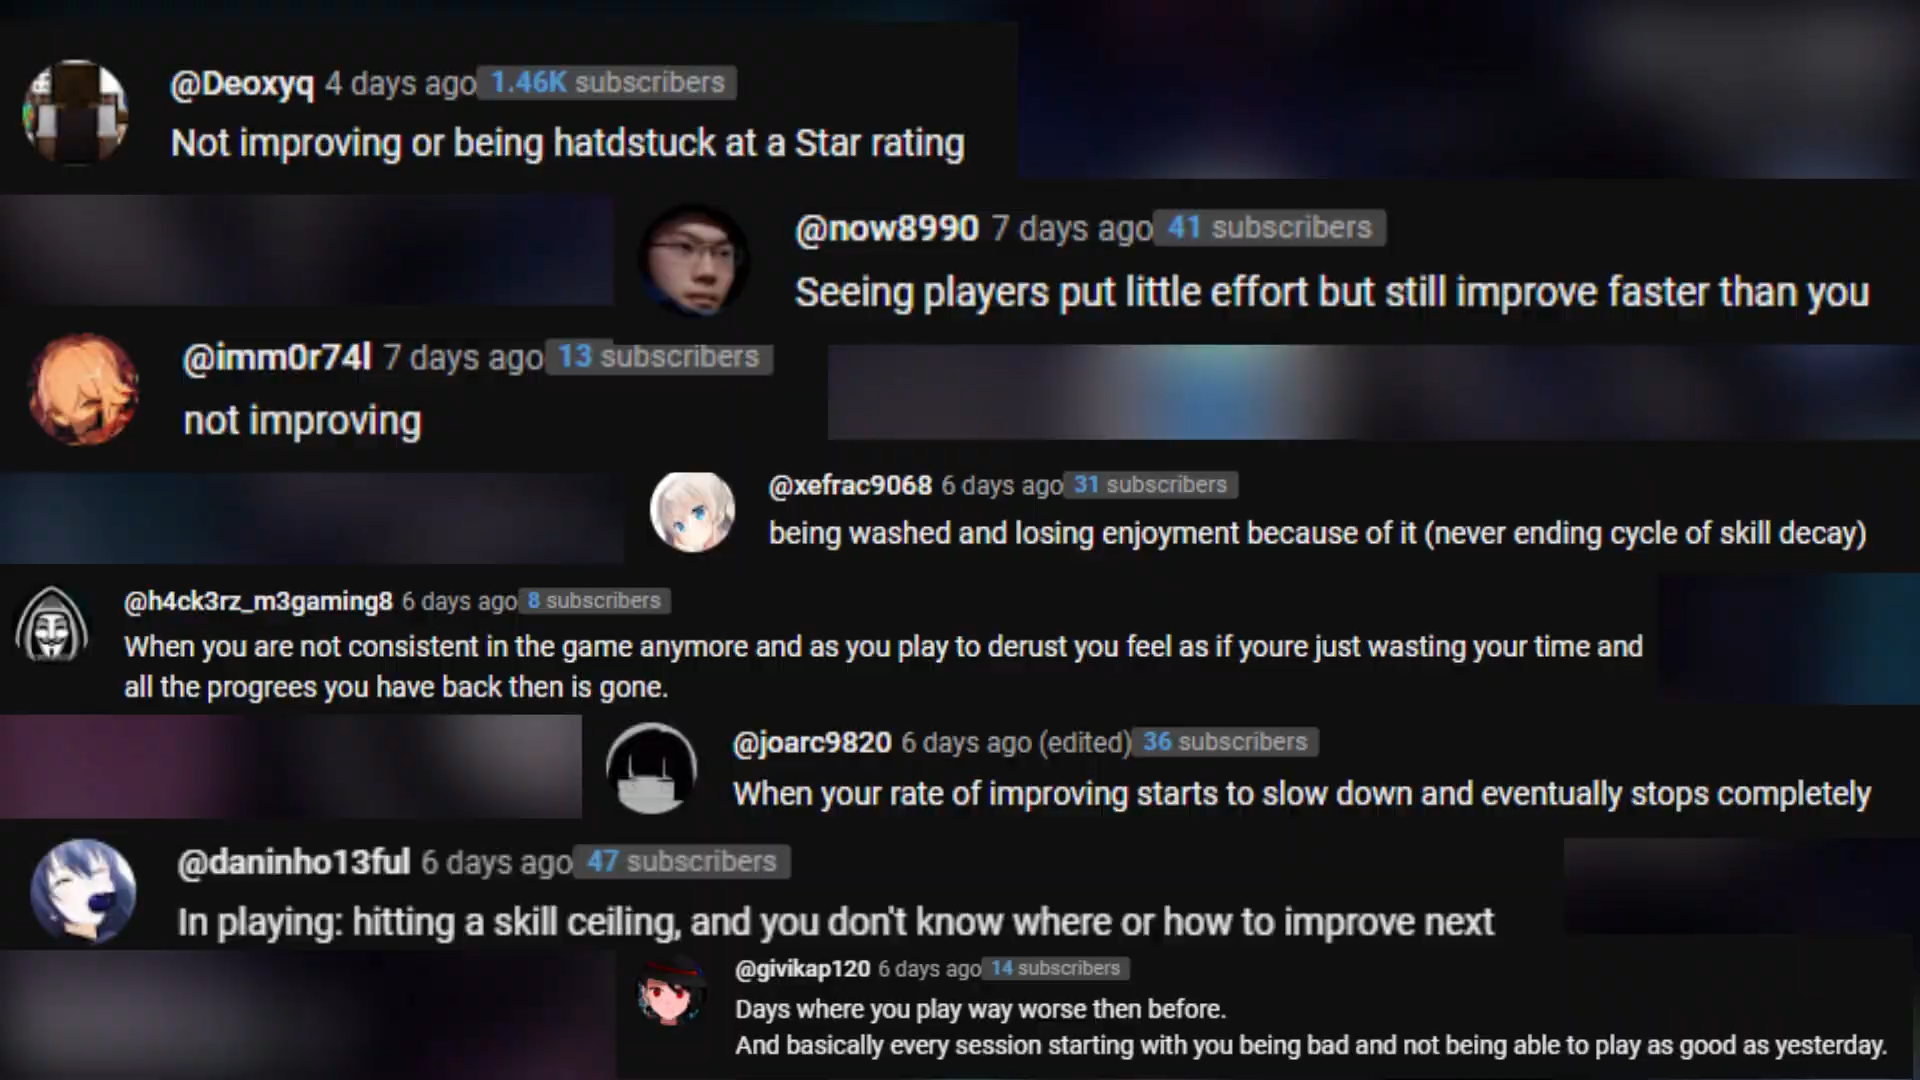 @Deoxyq 4 days ago 1.46K subscribers
Not improving or being hatdstuck at a Star rating
@now8990 7 days ago 41 subscribers
Seeing players put little effort but still improve faster than you
@imm0r74l 7 days ago 13 subscribers
not improving
@xefrac9068 6 days ago 31 subscribers
being washed and losing enjoyment because of it (never ending cycle of skill decay)
@h4ck3rz_m3gaming8 6 days ago 8 subscribers
When you are not consistent in the game anymore and as you play to derust you feel as if youre just wasting your time and
all the progrees you have back then is gone.
@joarc9820 6 days ago (edited) 36 subscribers
When your rate of improving starts to slow down and eventually stops completely
@daninho13ful 6 days ago 47 subscribers
In playing: hitting a skill ceiling, and you don't know where or how to improve next
@givikap120 6 days ago 14 subscribers
Days where you play way worse then before.
And basically every session starting with you being bad and not being able to play as good as yesterday.